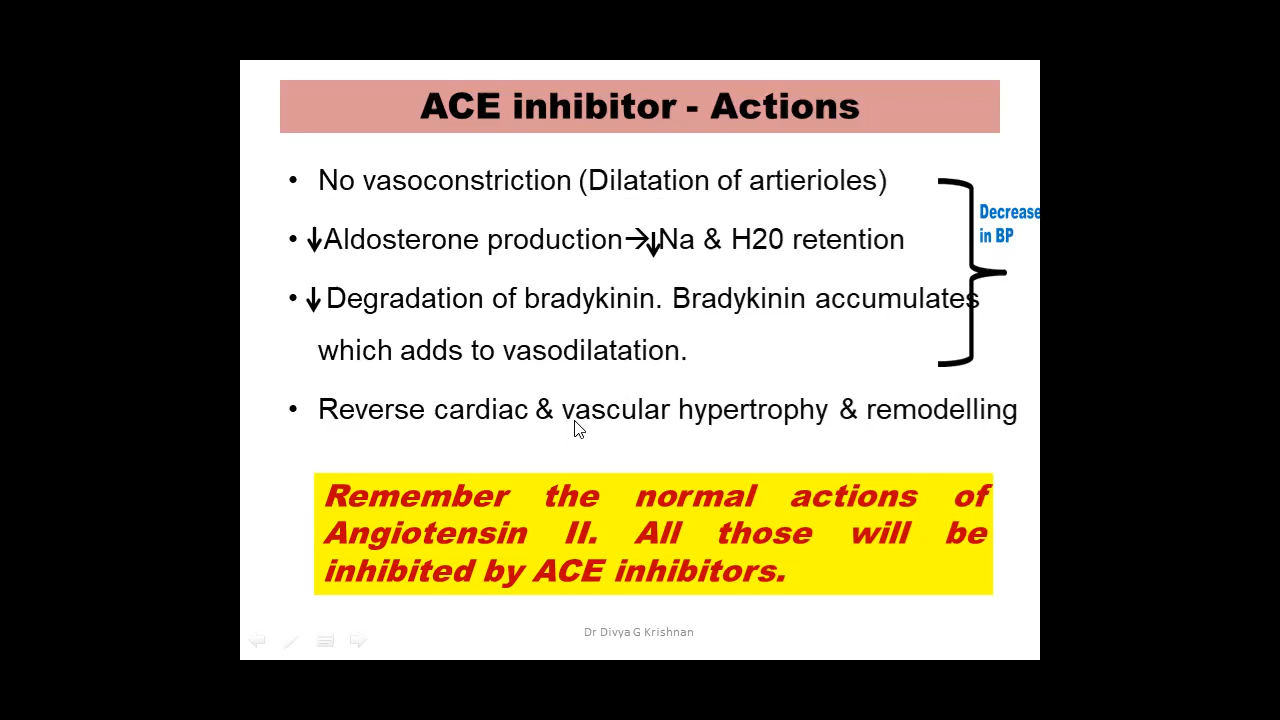 ACE inhibitor - Actions
• No vasoconstriction (Dilatation of artierioles)
• ↓Aldosterone production→↓Na & H20 retention
• ↓ Degradation of bradykinin. Bradykinin accumulates
which adds to vasodilatation.
Decrease
in BP
• Reverse cardiac & vascular hypertrophy & remodelling
Remember the normal actions of
Angiotensin II. All those will be
inhibited by ACE inhibitors.
Dr Divya G Krishnan